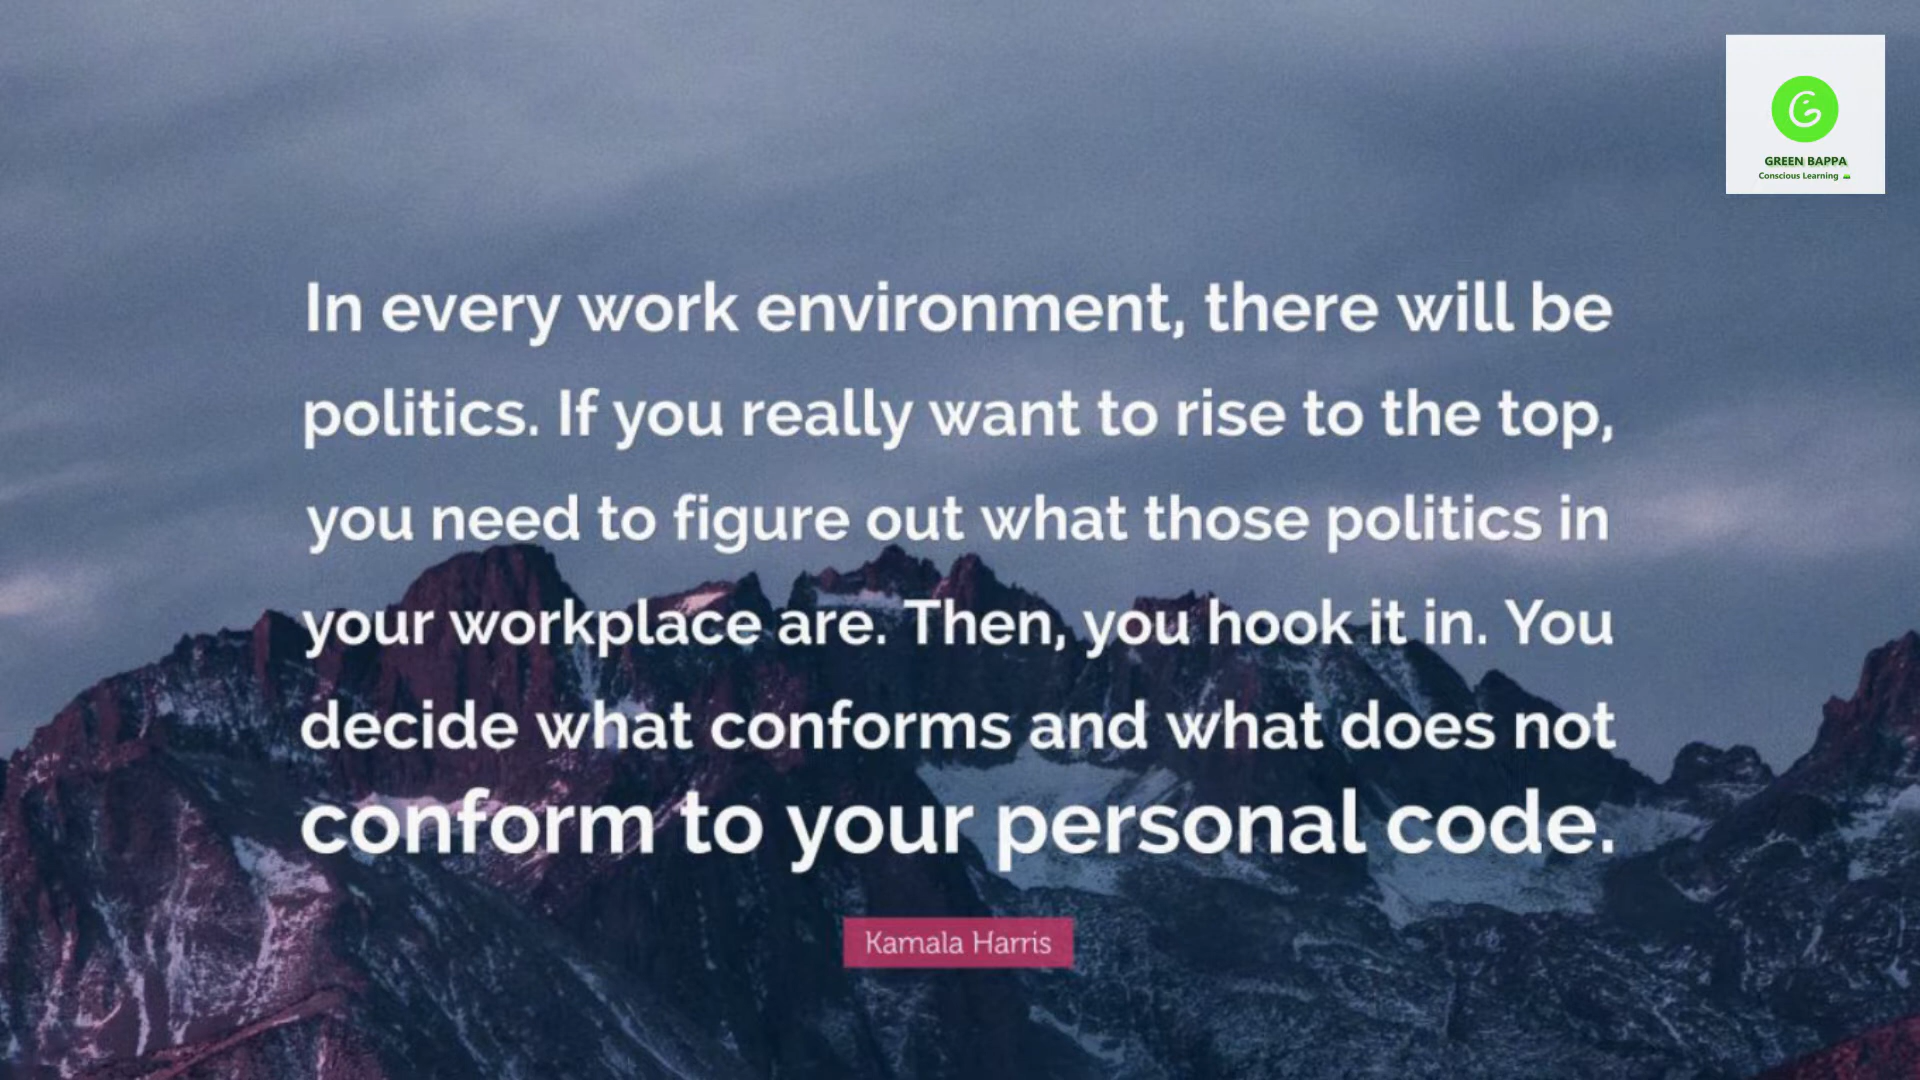 GREEN BAPPA
Conscious Learning
In every work environment, there will be
politics. If you really want to rise to the top,
you need to figure out what those politics in
your workplace are. Then, you hook it in. You
decide what conforms and what does not
conform to your personal code.
Kamala Harris